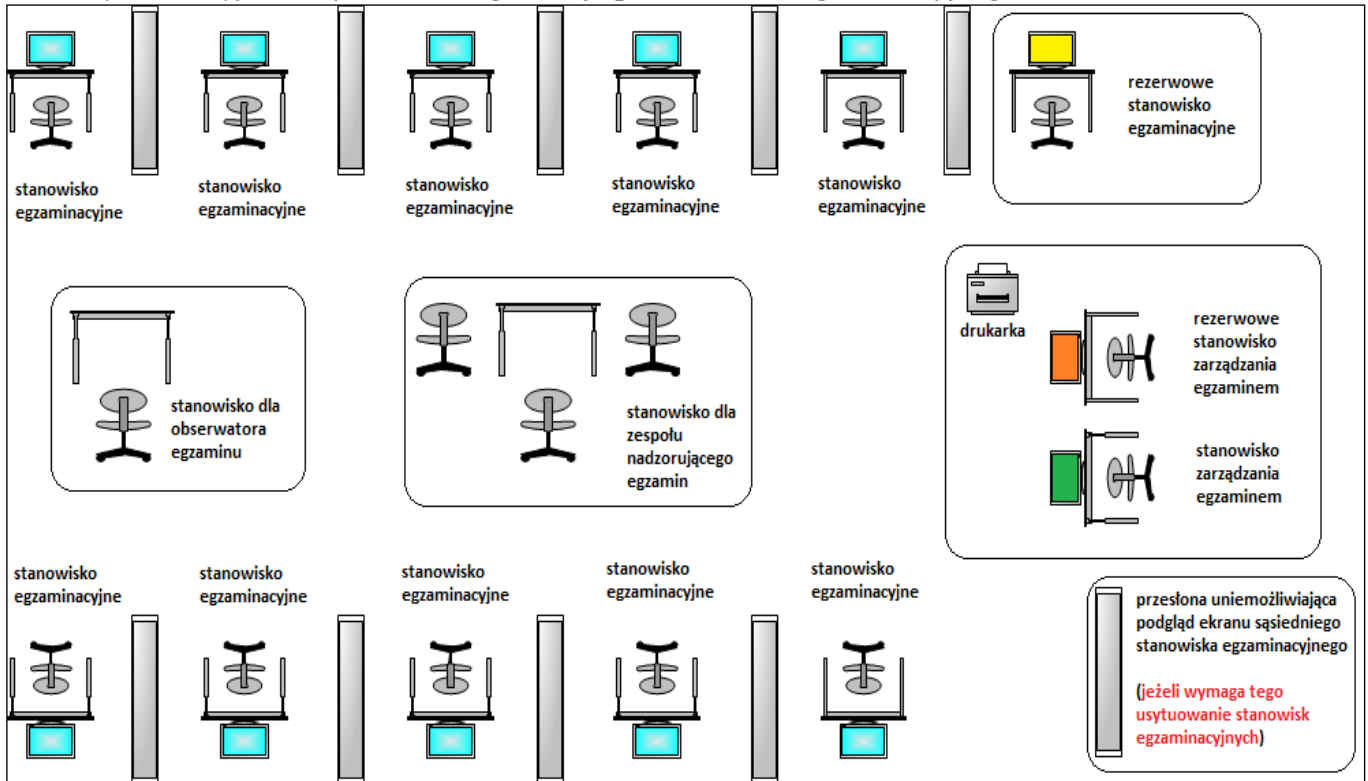 rezerwowe
stanowisko
egzaminacyjne
stanowisko
egzaminacyjne
stanowisko
egzaminacyjne
stanowisko
egzaminacyjne
stanowisko
egzaminacyjne
stanowisko
egzaminacyjne
drukarka
rezerwowe
stanowisko
zarządzania
egzaminem
stanowisko dla
obserwatora
egzaminu
stanowisko dla
zespołu
nadzorującego
egzamin
stanowisko
zarządzania
egzaminem
stanowisko
egzaminacyjne
stanowisko
egzaminacyjne
stanowisko
egzaminacyjne
stanowisko
egzaminacyjne
stanowisko
egzaminacyjne
przesłona uniemożliwiająca
podgląd ekranu sąsiedniego
stanowiska egzaminacyjnego
(jeżeli wymaga tego
usytuowanie stanowisk
egzaminacyjnych)